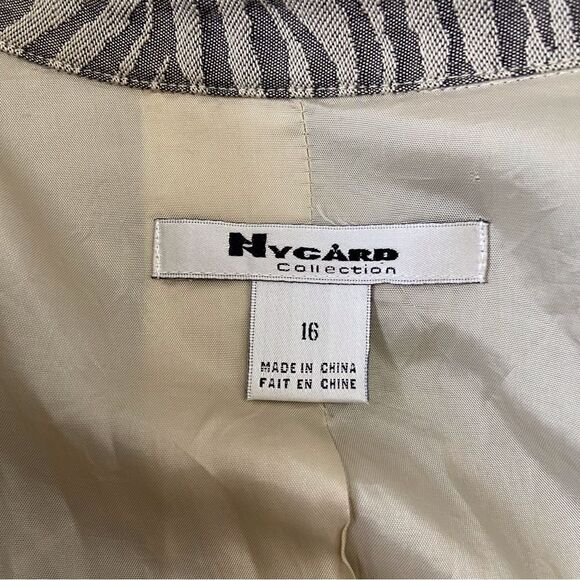 NYGÅRD
Collection
16
MADE IN CHINA
FAIT EN CHINE